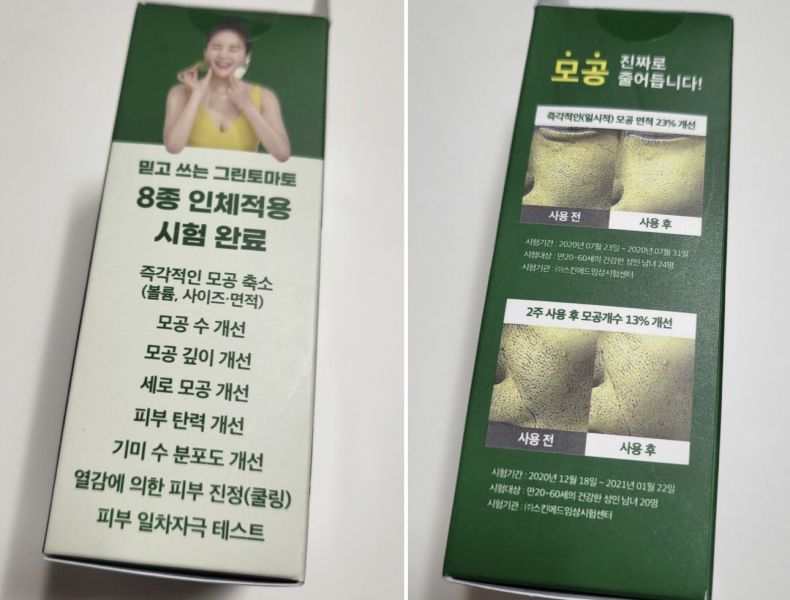 믿고 쓰는 그린토마토
8종 인체적용
시험 완료
즉각적인 모공 축소
(볼륨, 사이즈·면적)
모공 수 개선
모공 깊이 개선
세로 모공 개선
피부 탄력 개선
기미 수 분포도 개선
열감에 의한 피부 진정(쿨링)
피부 일차자극 테스트
모공 진짜로
줄어듭니다!
즉각적인(일시적) 모공 면적 23% 개선
사용 전
사용 후
시험기간 : 2020년 07월 23일 ~ 2020년 07월 31일
시험대상 : 만20~60세의 건강한 성인 남녀 24명
시험기관 : ㈜스킨메드임상시험센터
2주 사용 후 모공개수 13% 개선
사용 전
사용 후
시험기간 : 2020년 12월 18일 ~ 2021년 01월 22일
시험대상 : 만20~60세의 건강한 성인 남녀 20명
시험기관 : ㈜스킨메드임상시험센터